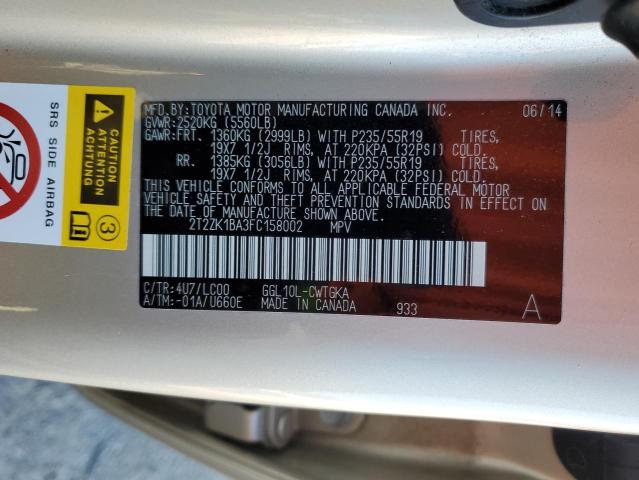 MFD.BY:TOYOTA MOTOR MANUFACTURING CANADA INC. 06/14
GVWR:2520KG (5560LB)
GAWR:FRT. 1360KG (2999LB) WITH P235/55R19 TIRES,
19X7 1/2J RIMS, AT 220KPA (32PSI) COLD.
RR. 1385KG (3056LB) WITH P235/55R19 TIRES,
19X7 1/2J RIMS, AT 220KPA (32PSI) COLD.
THIS VEHICLE CONFORMS TO ALL APPLICABLE FEDERAL MOTOR
VEHICLE SAFETY AND THEFT PREVENTION STANDARDS IN EFFECT ON
THE DATE OF MANUFACTURE SHOWN ABOVE.
2T2ZK1BA3FC158002 MPV
C/TR:4U7/LC00 GGL10L-CWTGKA
A/TM:-01A/U660E MADE IN CANADA 933 A
SRS SIDE AIRBAG
ATTENTION
3